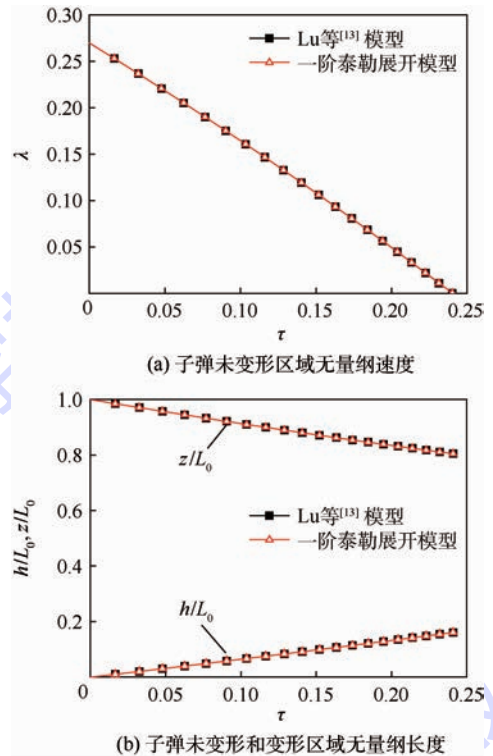 0.30
0.25
0.20
0.15
0.10
0.05
λ
Lu等[13] 模型
一阶泰勒展开模型
0 0.05 0.10 0.15 0.20 0.25
τ
(a) 子弹未变形区域无量纲速度
1.0
0.8
0.6
0.4
0.2
h/L0, z/L0
z/L0
Lu等[13] 模型
一阶泰勒展开模型
h/L0
0 0.05 0.10 0.15 0.20 0.25
τ
(b) 子弹未变形和变形区域无量纲长度